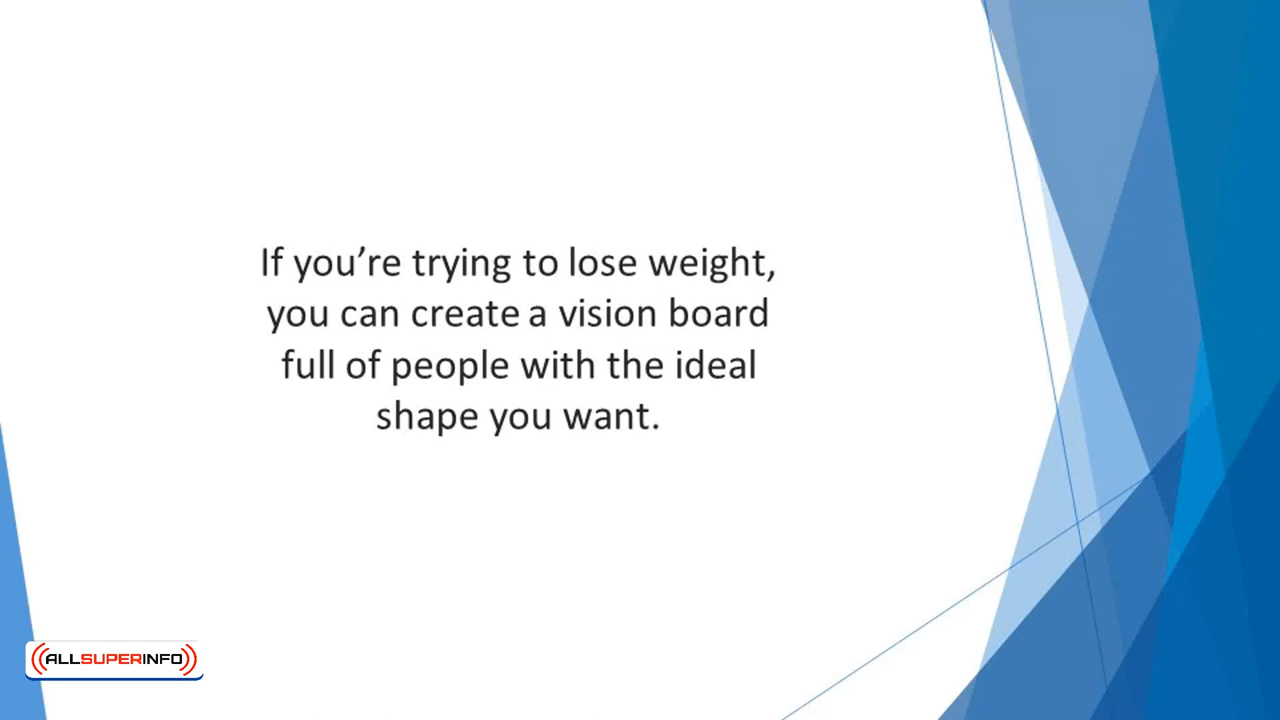 If you’re trying to lose weight,
you can create a vision board
full of people with the ideal
shape you want.
ALLSUPERINFO